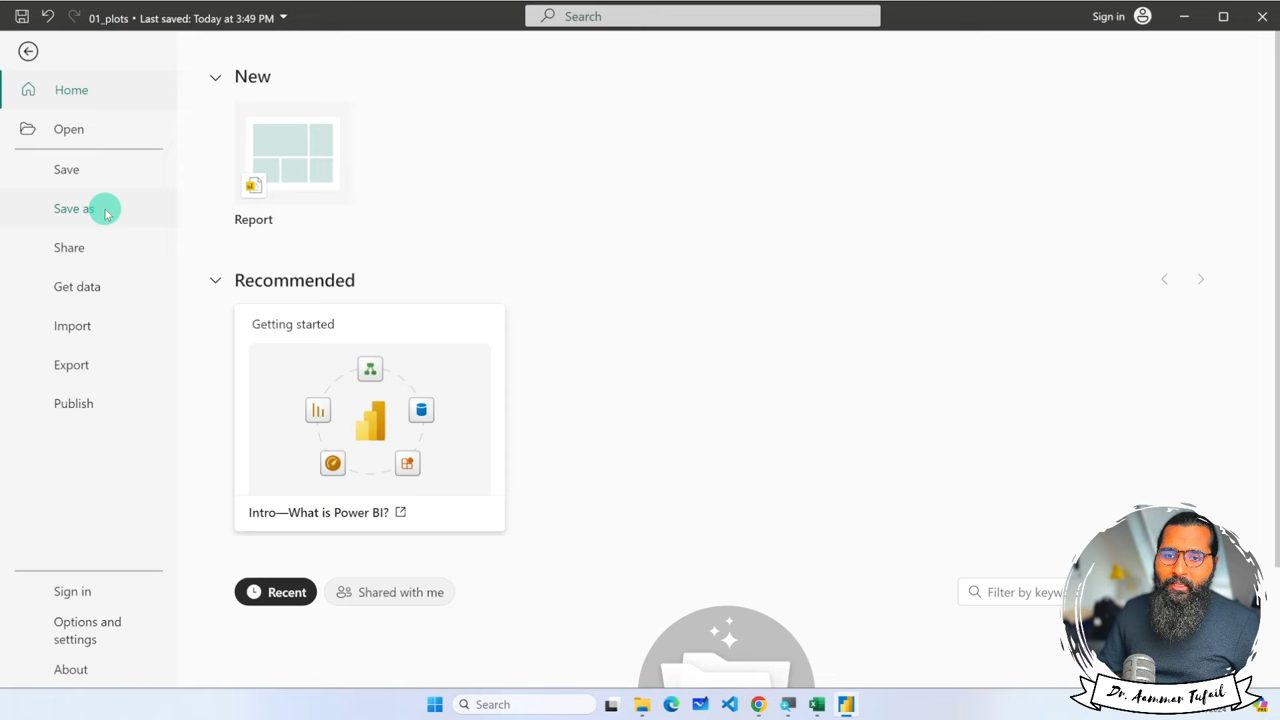 01_plots • Last saved: Today at 3:49 PM
Search
Sign in
Home
Open
Save
Save as
Share
Get data
Import
Export
Publish
Sign in
Options and
settings
About
New
Report
Recommended
Getting started
Intro—What is Power BI?
Recent
Shared with me
Filter by keyw
Search
Dr. Aammar Tufail